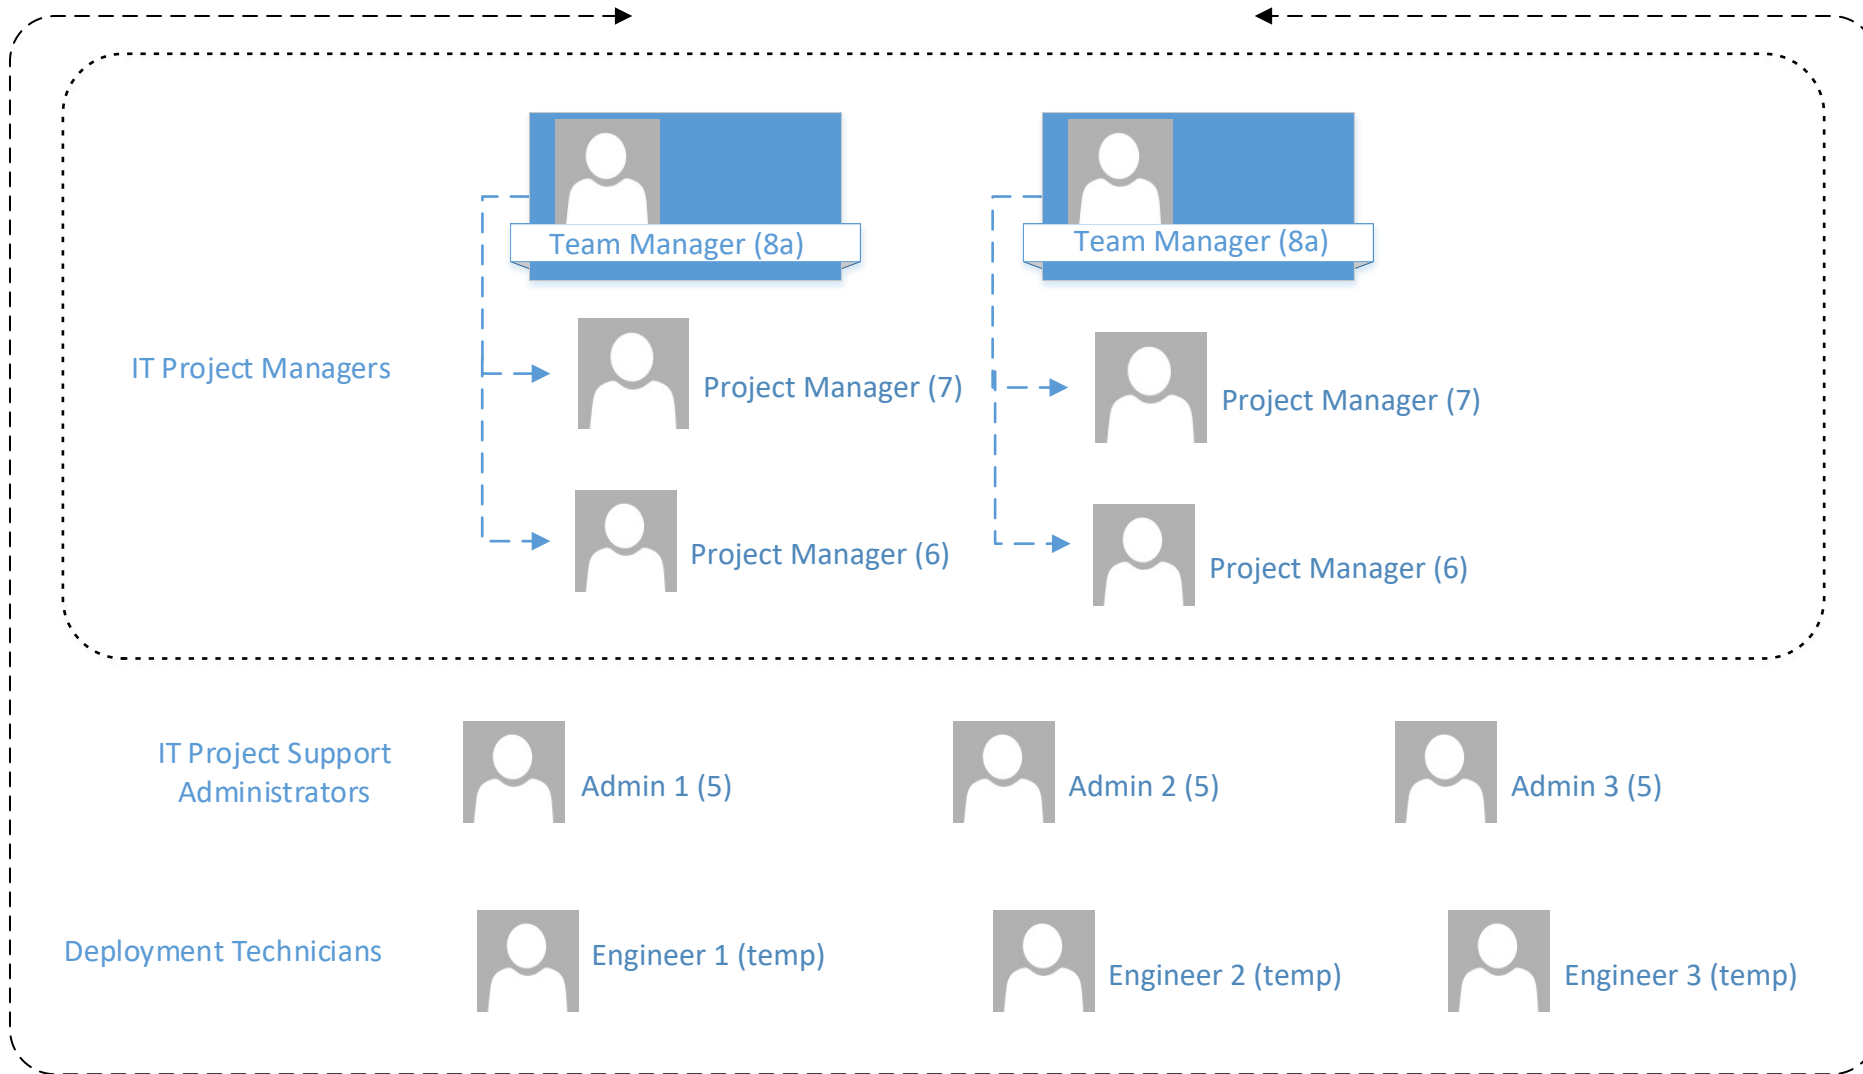 Team Manager (8a)
Team Manager (8a)
IT Project Managers
Project Manager (7)
Project Manager (7)
Project Manager (6)
Project Manager (6)
IT Project Support
Administrators
Admin 1 (5)
Admin 2 (5)
Admin 3 (5)
Deployment Technicians
Engineer 1 (temp)
Engineer 2 (temp)
Engineer 3 (temp)